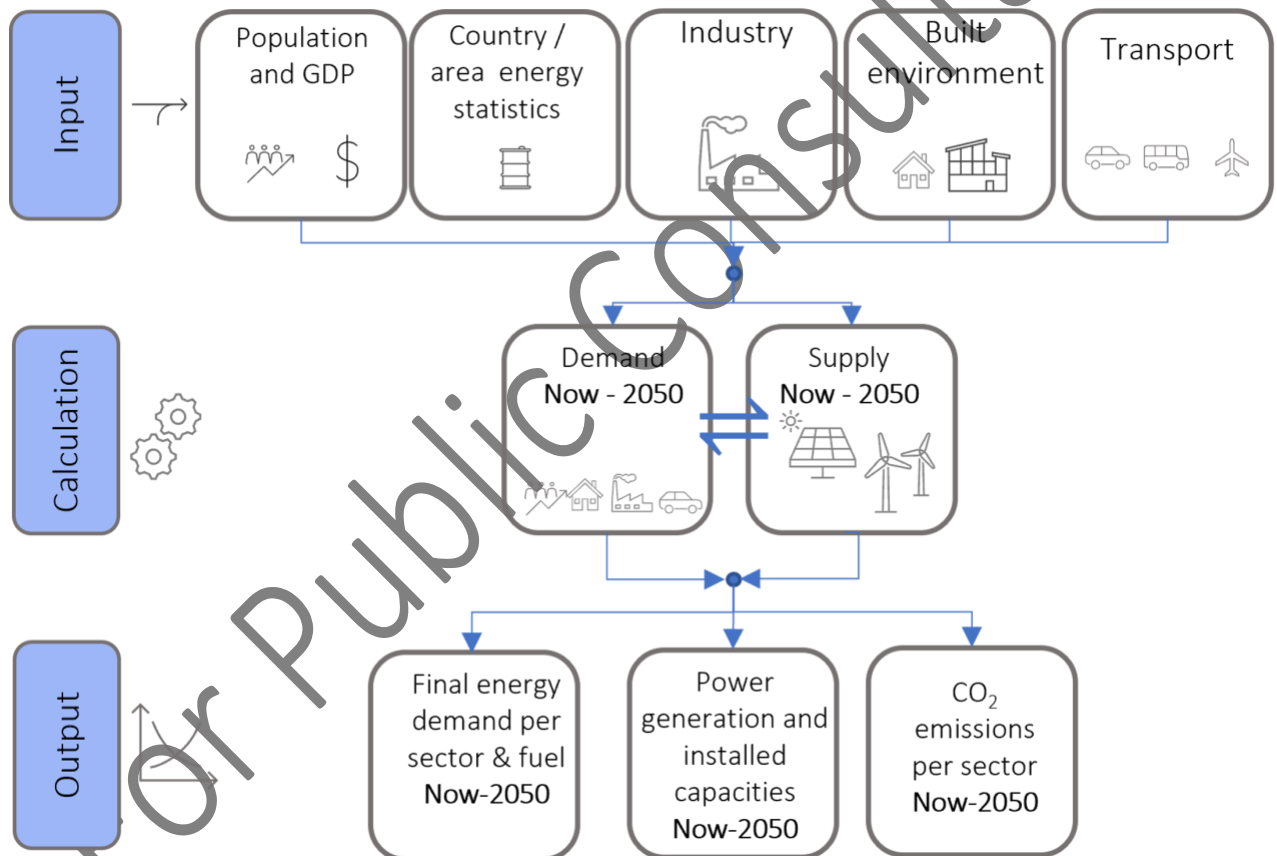 Input
Population
and GDP
$
Country /
area energy
statistics
Industry
Built
environment
Transport
Calculation
Demand
Now - 2050
Supply
Now - 2050
Output
Final energy
demand per
sector & fuel
Now-2050
Power
generation and
installed
capacities
Now-2050
CO₂
emissions
per sector
Now-2050
or Public Consul